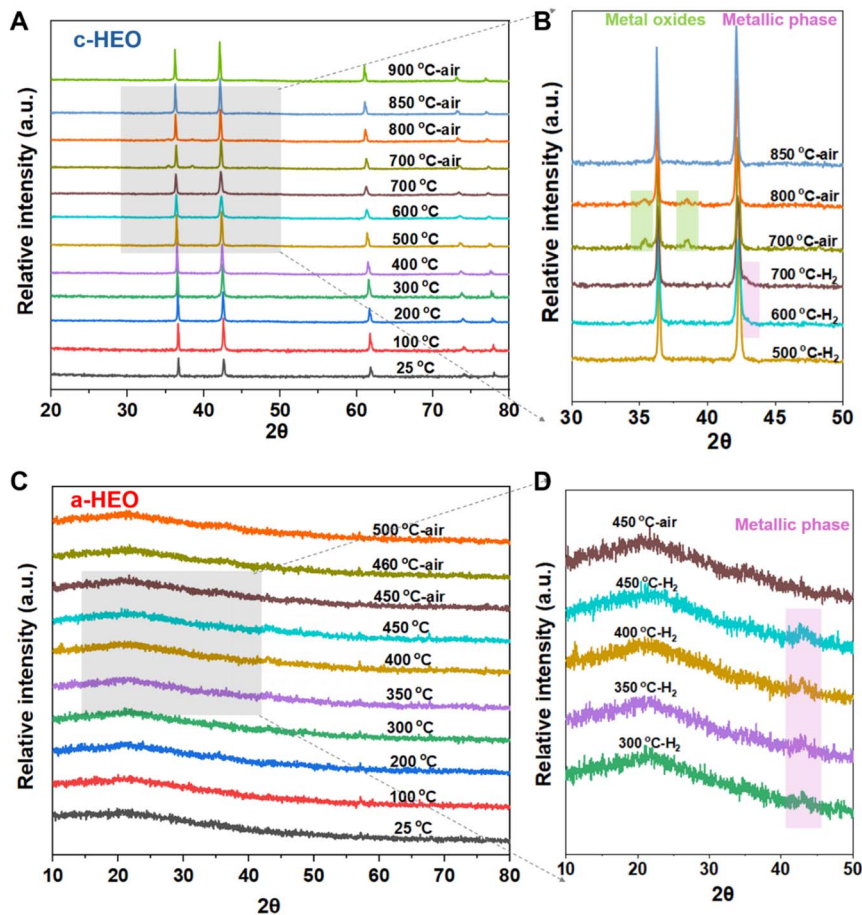 A
c-HEO
Relative intensity (a.u.)
900 °C-air
850 °C-air
800 °C-air
700 °C-air
700 °C
600 °C
500 °C
400 °C
300 °C
200 °C
100 °C
25 °C
20 30 40 50 60 70 80
2θ
B
Metal oxides Metallic phase
Relative intensity (a.u.)
850 °C-air
800 °C-air
700 °C-air
700 °C-H₂
600 °C-H₂
500 °C-H₂
30 35 40 45 50
2θ
C
a-HEO
Relative intensity (a.u.)
500 °C-air
460 °C-air
450 °C-air
450 °C
400 °C
350 °C
300 °C
200 °C
100 °C
25 °C
10 20 30 40 50 60 70 80
2θ
D
Metallic phase
Relative intensity (a.u.)
450 °C-air
450 °C-H₂
400 °C-H₂
350 °C-H₂
300 °C-H₂
10 20 30 40 50
2θ